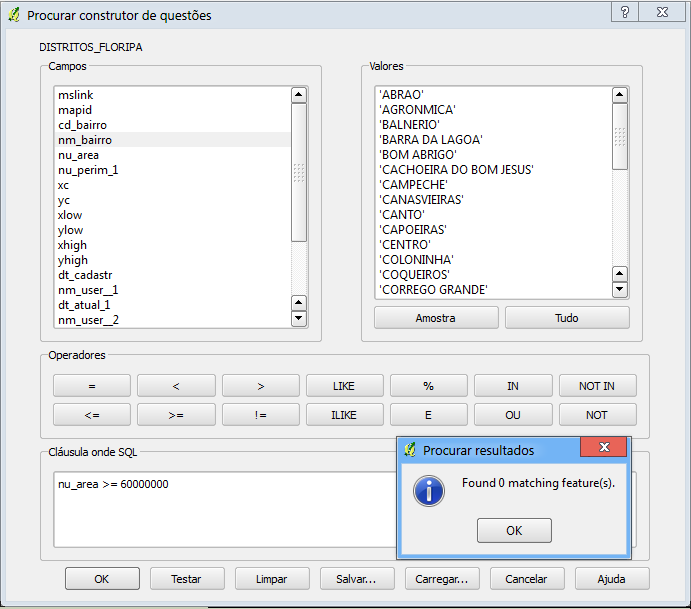 Procurar construtor de questões
?
DISTRITOS_FLORIPA
Campos
mslink
mapid
cd_bairro
nm_bairro
nu_area
nu_perim_1
xc
yc
xlow
ylow
xhigh
yhigh
dt_cadastr
nm_user__1
dt_atual_1
nm_user__2
Valores
'ABRAO'
'AGRONMICA'
'BALNERIO'
'BARRA DA LAGOA'
'BOM ABRIGO'
'CACHOEIRA DO BOM JESUS'
'CAMPECHE'
'CANASVIEIRAS'
'CANTO'
'CAPOEIRAS'
'CENTRO'
'COLONINHA'
'COQUEIROS'
'CORREGO GRANDE'
Amostra Tudo
Operadores
= < > LIKE % IN NOT IN
<= >= != ILIKE E OU NOT
Cláusula onde SQL
nu_area >= 60000000
Procurar resultados
Found 0 matching feature(s).
OK
OK Testar Limpar Salvar... Carregar... Cancelar Ajuda